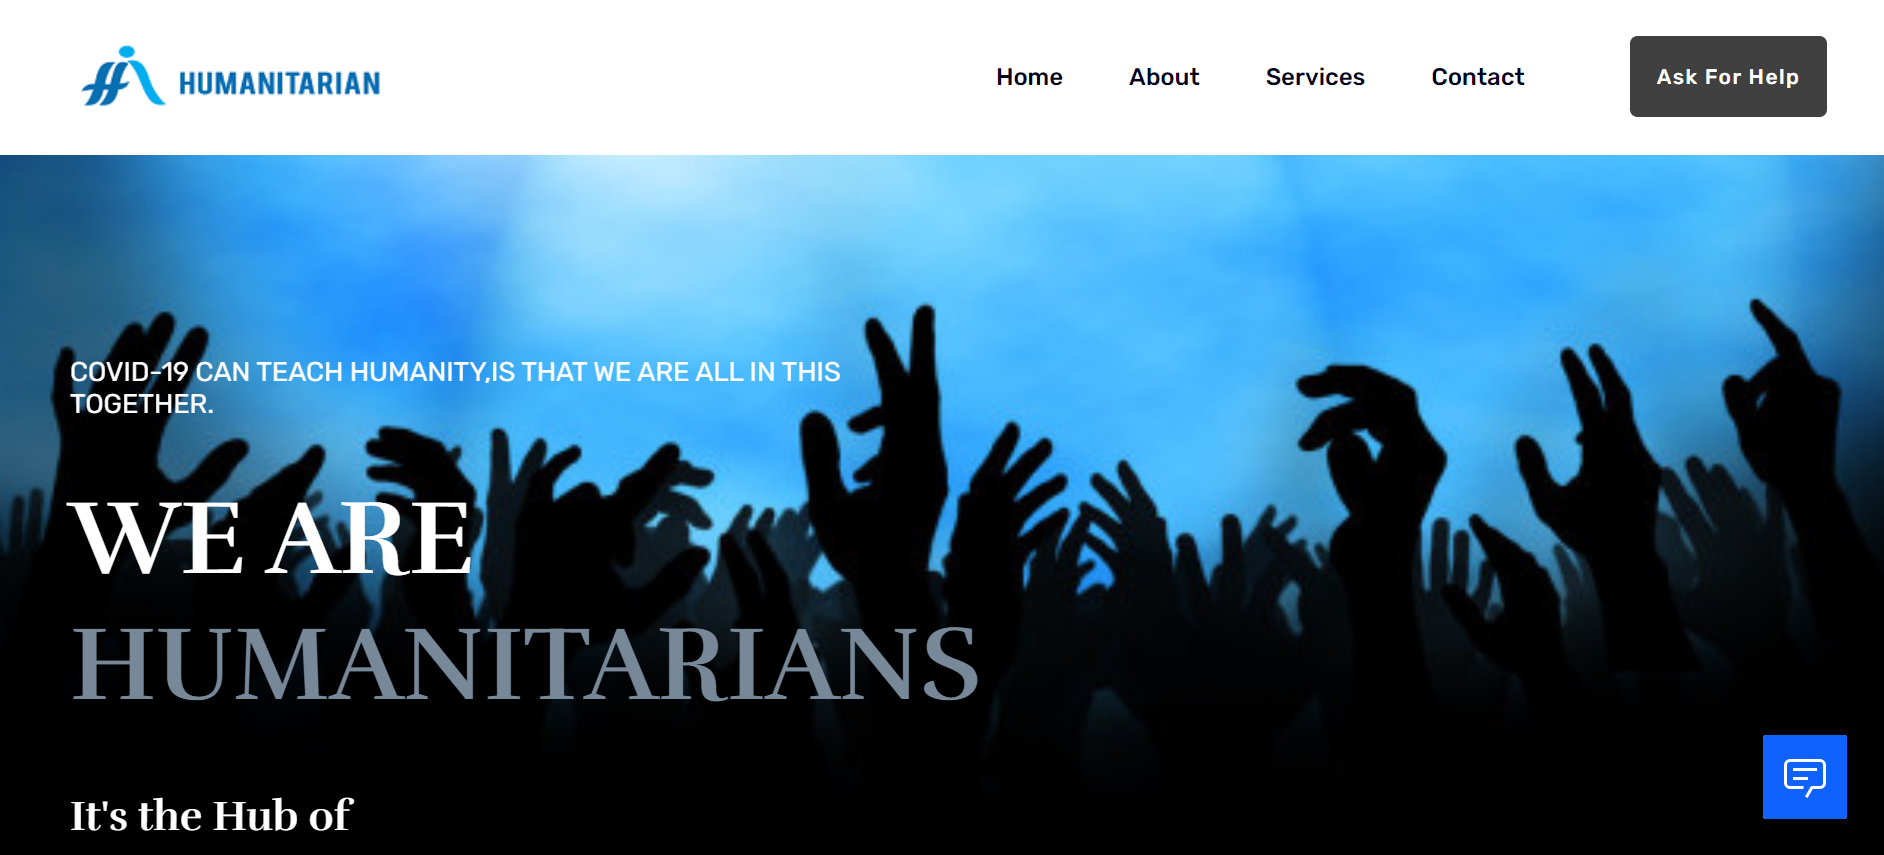 HUMANITARIAN
Home About Services Contact Ask For Help
COVID-19 CAN TEACH HUMANITY,IS THAT WE ARE ALL IN THIS
TOGETHER.
WE ARE
HUMANITARIANS
It's the Hub of